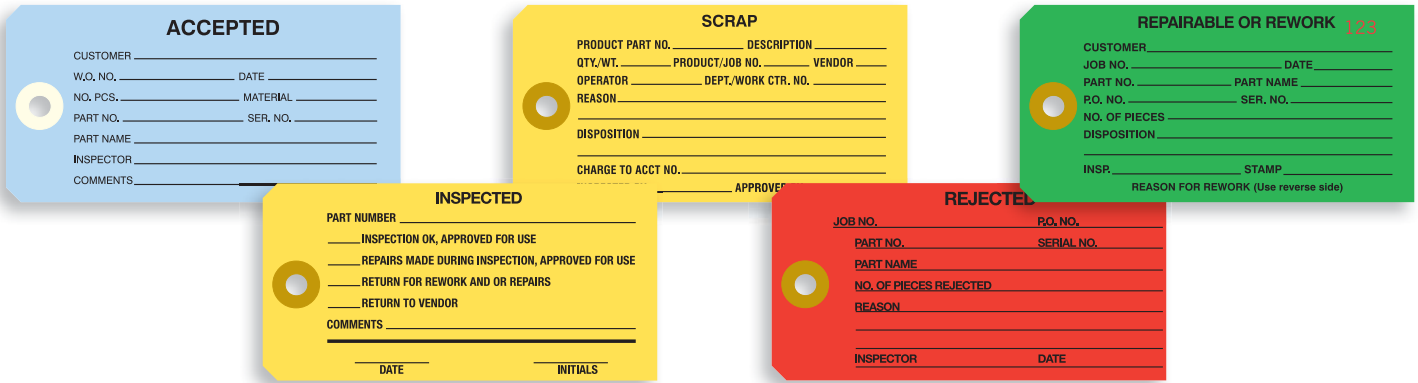 ACCEPTED
CUSTOMER
W.O. NO. DATE
NO. PCS. MATERIAL
PART NO. SER. NO.
PART NAME
INSPECTOR
COMMENTS
SCRAP
PRODUCT PART NO. DESCRIPTION
QTY./WT. PRODUCT/JOB NO. VENDOR
OPERATOR DEPT./WORK CTR. NO.
REASON
DISPOSITION
CHARGE TO ACCT NO.
REPAIRABLE OR REWORK 123
CUSTOMER
JOB NO. DATE
PART NO. PART NAME
P.O. NO. SER. NO.
NO. OF PIECES
DISPOSITION
INSP. STAMP
REASON FOR REWORK (Use reverse side)
INSPECTED
PART NUMBER
INSPECTION OK, APPROVED FOR USE
REPAIRS MADE DURING INSPECTION, APPROVED FOR USE
RETURN FOR REWORK AND OR REPAIRS
RETURN TO VENDOR
COMMENTS
DATE INITIALS
REJECTED
JOB NO. P.O. NO.
PART NO. SERIAL NO.
PART NAME
NO. OF PIECES REJECTED
REASON
INSPECTOR DATE